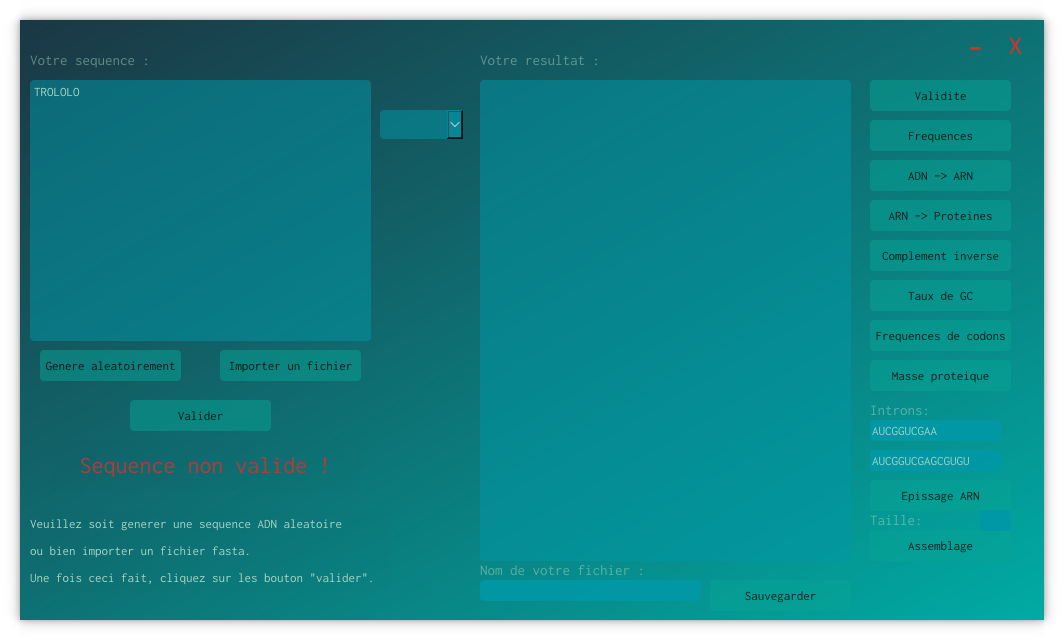 – X
Votre sequence :
Votre resultat :
TROLOLO
Validite
Frequences
ADN -> ARN
ARN -> Proteines
Complement inverse
Taux de GC
Frequences de codons
Masse proteique
Genere aleatoirement
Importer un fichier
Valider
Sequence non valide !
Veuillez soit generer une sequence ADN aleatoire
ou bien importer un fichier fasta.
Une fois ceci fait, cliquez sur les bouton "valider".
Introns:
AUCGGUCGAA
AUCGGUCGAGCGUGU
Epissage ARN
Taille:
Assemblage
Nom de votre fichier :
Sauvegarder